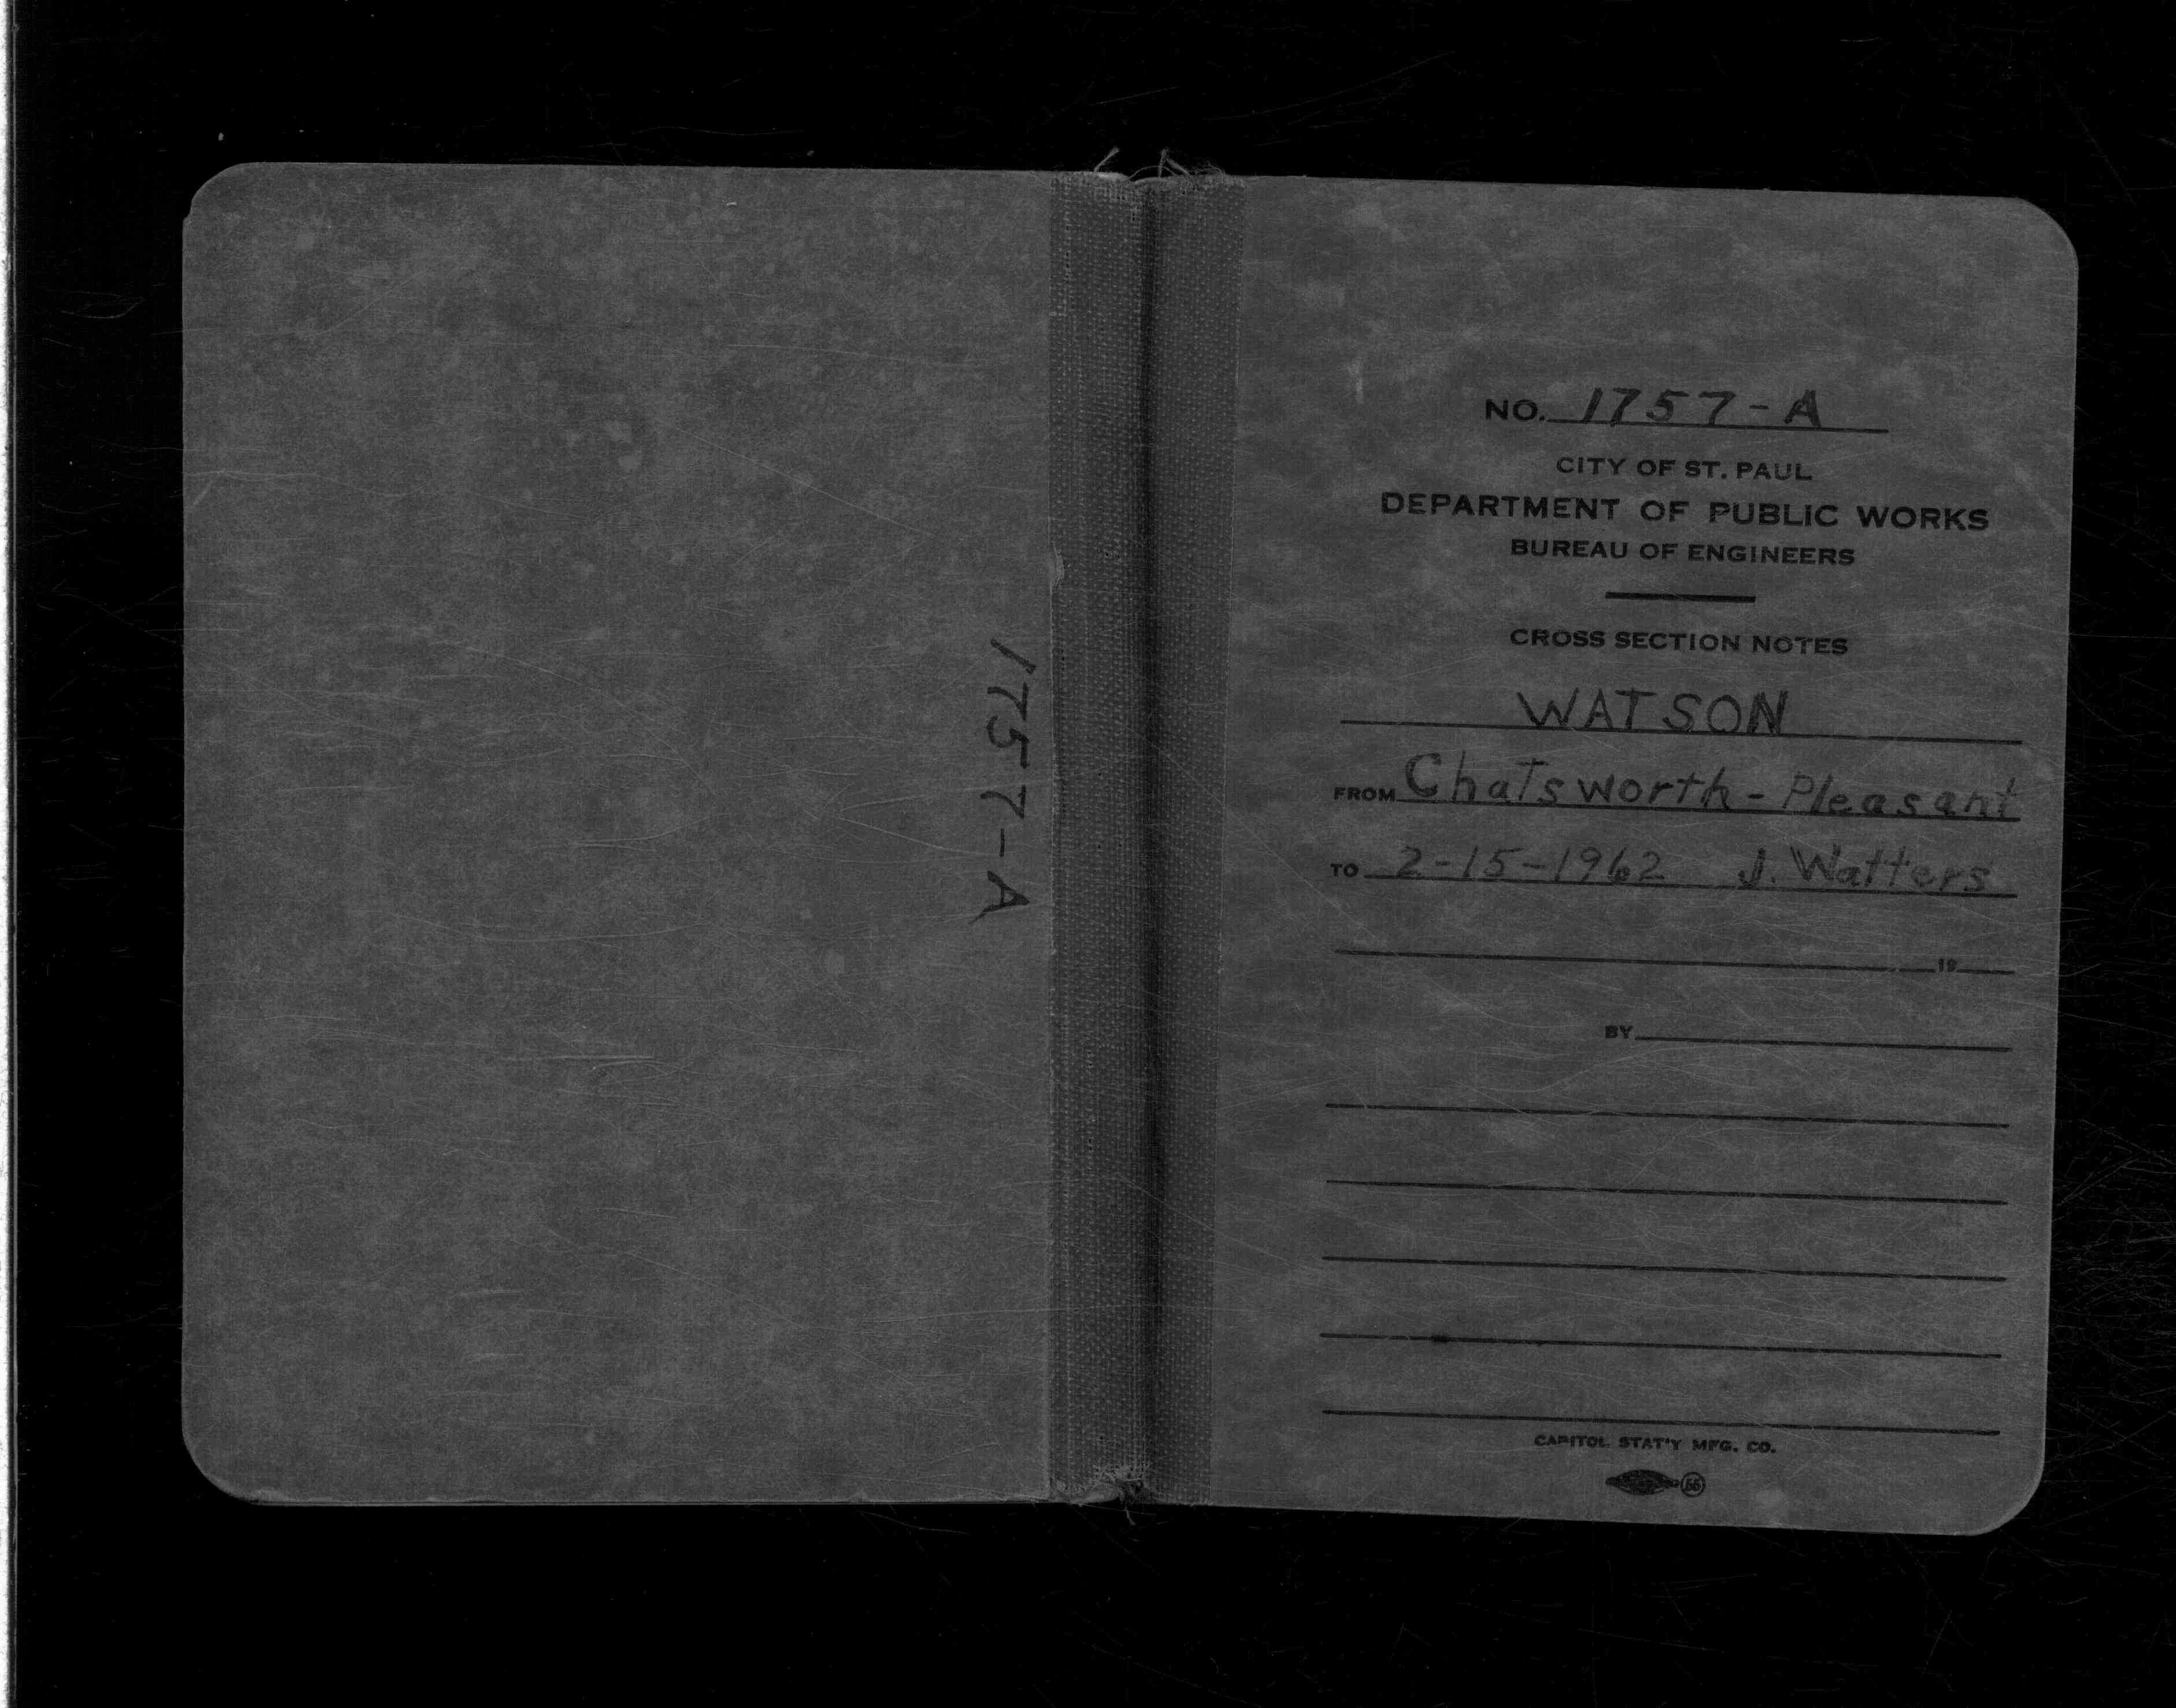 1757-A
NO. 1757-A
CITY OF ST. PAUL
DEPARTMENT OF PUBLIC WORKS
BUREAU OF ENGINEERS
CROSS SECTION NOTES
WATSON
FROM Chatsworth - Pleasant
TO 2-15-1962 J. Watters
19
BY
CAPITOL STAT'Y MFG. CO.
55